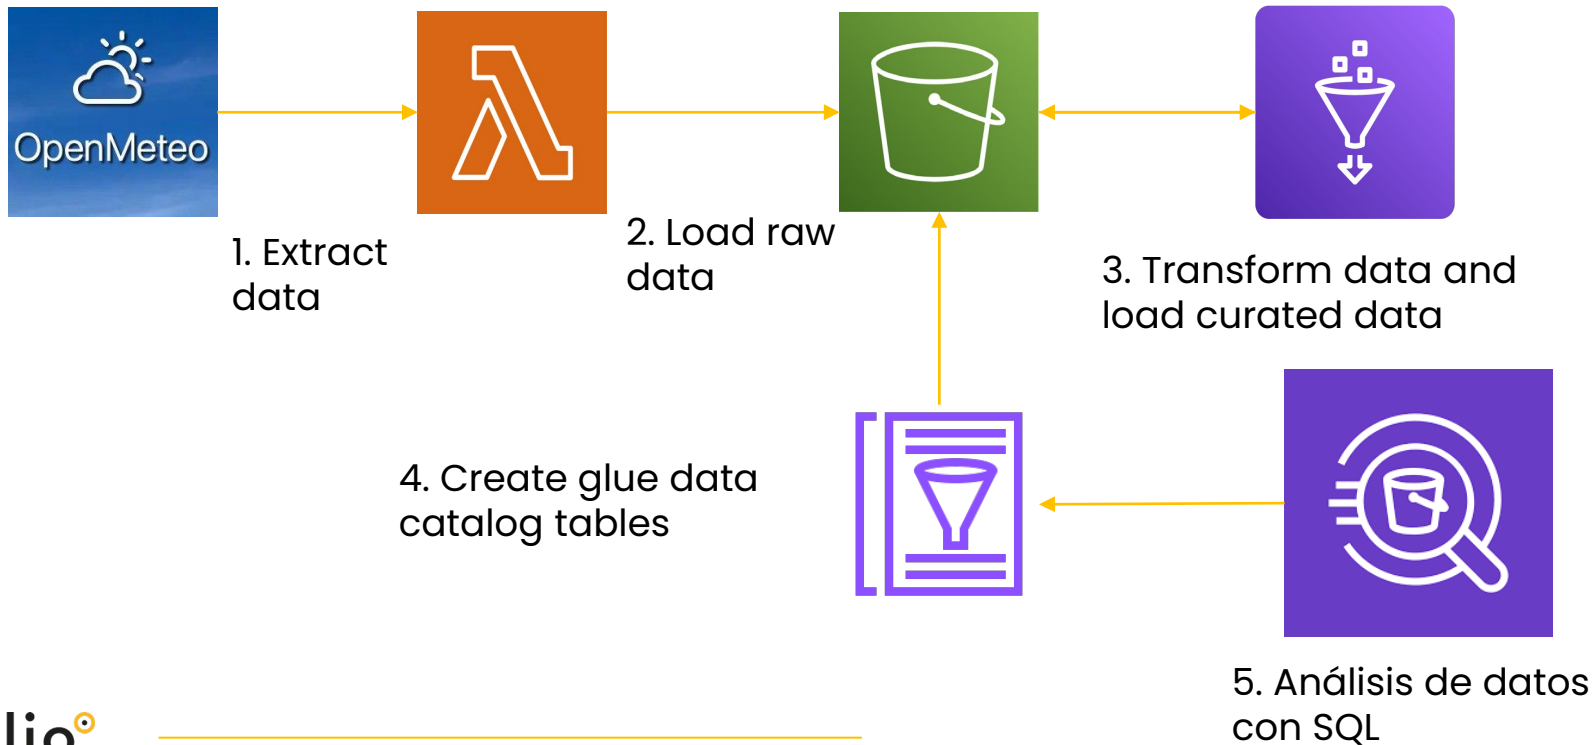 OpenMeteo
1. Extract
data
2. Load raw
data
3. Transform data and
load curated data
4. Create glue data
catalog tables
5. Análisis de datos
con SQL